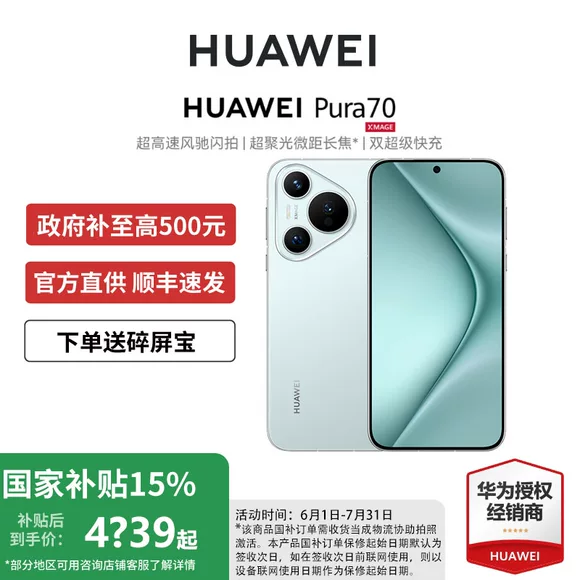 HUAWEI
HUAWEI Pura70
XMAGE
超高速风驰闪拍 | 超聚光微距长焦* | 双超级快充
政府补至高500元
官方直供 顺丰速发
下单送碎屏宝
XMAGE
HUAWEI
国家补贴15%
补贴后
到手价：
4?39起
*部分地区可用咨询店铺客服了解详情
活动时间：6月1日-7月31日
*该商品国补订单需收货当成物流协助拍照
激活。本产品国补订单保修起始日期默认为
签收次日，如在签收次日前联网使用，则以
设备联网使用日期作为保修起始日期。
华为授权
经销商
HUAWEI